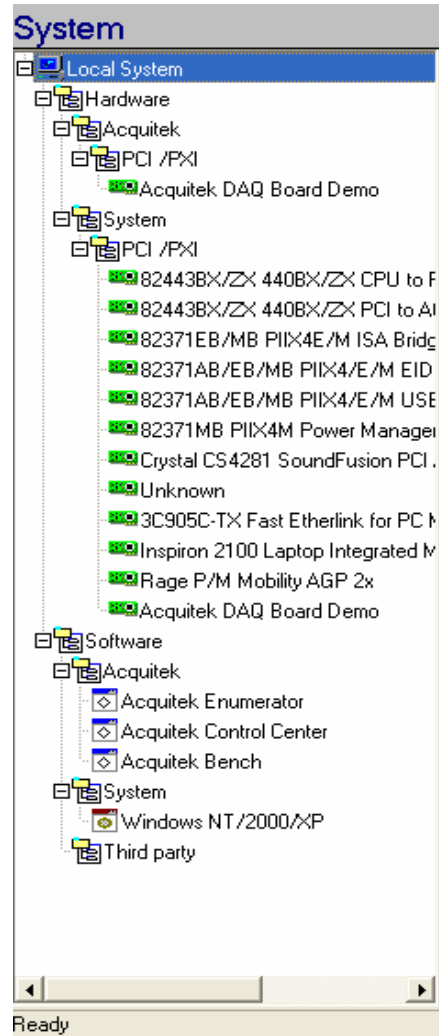 System
Local System
Hardware
Acquitek
PCI /PXI
Acquitek DAQ Board Demo
System
PCI /PXI
82443BX/ZX 440BX/ZX CPU to
82443BX/ZX 440BX/ZX PCI to
82371EB/MB PIIX4E/M ISA
82371AB/EB/MB PIIX4/E/M EID
82371AB/EB/MB PIIX4/E/M USE
82371MB PIIX4M Power
Crystal CS4281 SoundFusion PCI
Unknown
3C905C-TX Fast Etherlink for PC
Inspiron 2100 Laptop Integrated
Rage P/M Mobility AGP 2x
Acquitek DAQ Board Demo
Software
Acquitek
Acquitek Enumerator
Acquitek Control Center
Acquitek Bench
System
Windows NT/2000/XP
Third party
Ready